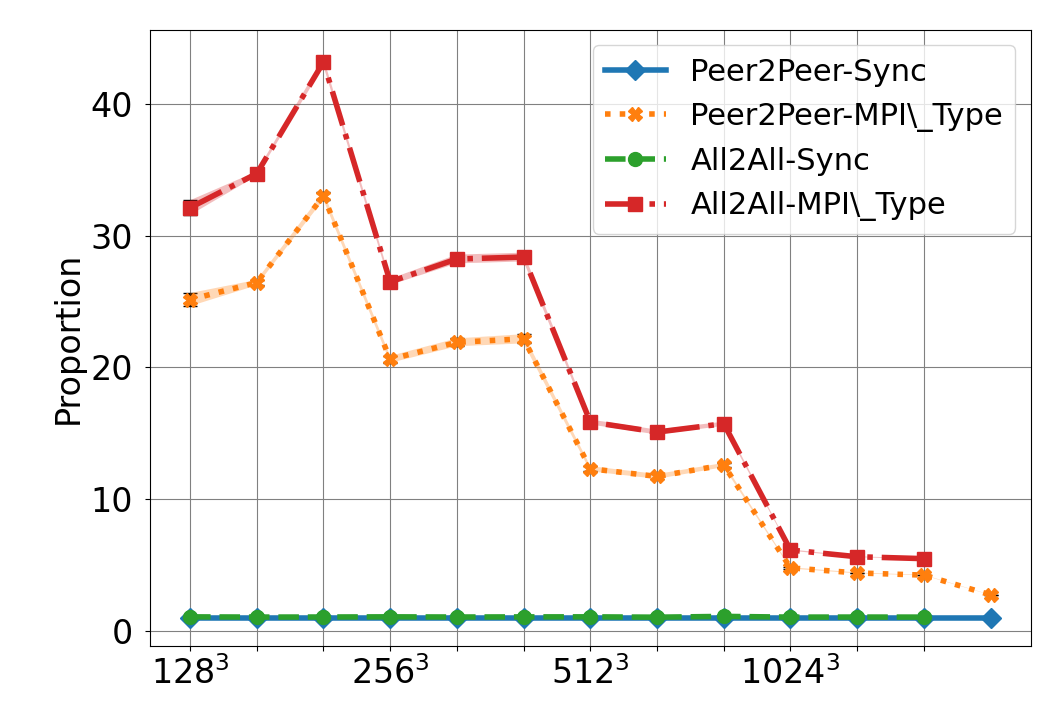 Peer2Peer-Sync
Peer2Peer-MPI\_Type
All2All-Sync
All2All-MPI\_Type
Proportion
40
30
20
10
0
128³ 256³ 512³ 1024³